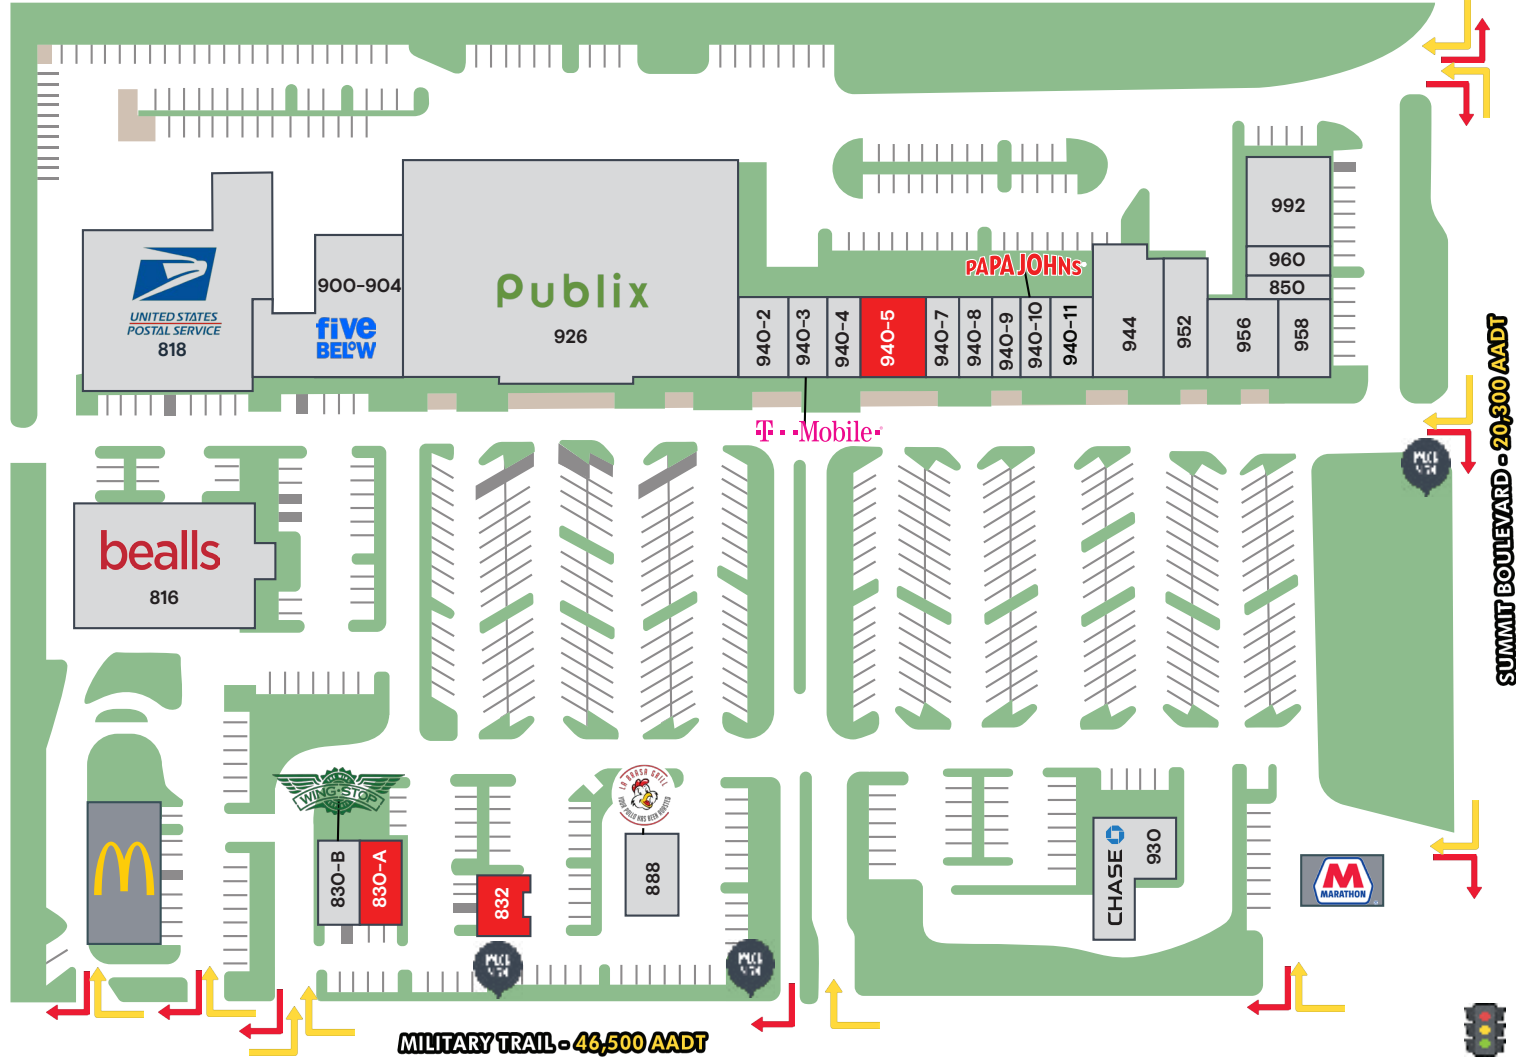 992
960
850
PAPA JOHNS
UNITED STATES
POSTAL SERVICE
818
900-904
five
BELOW
Publix
926
940-2
940-3
940-4
940-5
940-7
940-8
940-9
940-10
940-11
944
952
956
958
T Mobile
SUMMIT BOULEVARD - 20,300 AADT
bealls
816
WING STOP
LA BRASA GRILL
830-B
830-A
832
888
CHASE
930
M
MARATHON
MILITARY TRAIL - 46,500 AADT